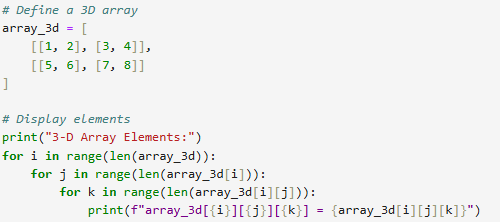 # Define a 3D array
array_3d = [
    [[1, 2], [3, 4]],
    [[5, 6], [7, 8]]
]

# Display elements
print("3-D Array Elements:")
for i in range(len(array_3d)):
    for j in range(len(array_3d[i])):
        for k in range(len(array_3d[i][j])):
            print(f"array_3d[{i}][{j}][{k}] = {array_3d[i][j][k]}")